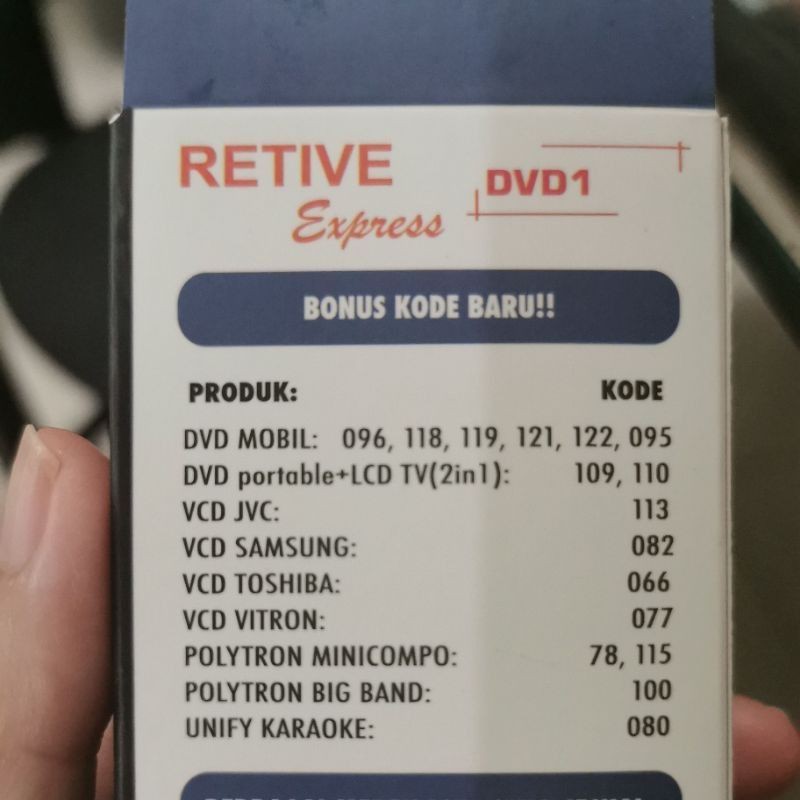 RETIVE
Express
DVD1
BONUS KODE BARU!!
PRODUK: KODE
DVD MOBIL: 096, 118, 119, 121, 122, 095
DVD portable+LCD TV(2in1): 109, 110
VCD JVC: 113
VCD SAMSUNG: 082
VCD TOSHIBA: 066
VCD VITRON: 077
POLYTRON MINICOMPO: 78, 115
POLYTRON BIG BAND: 100
UNIFY KARAOKE: 080